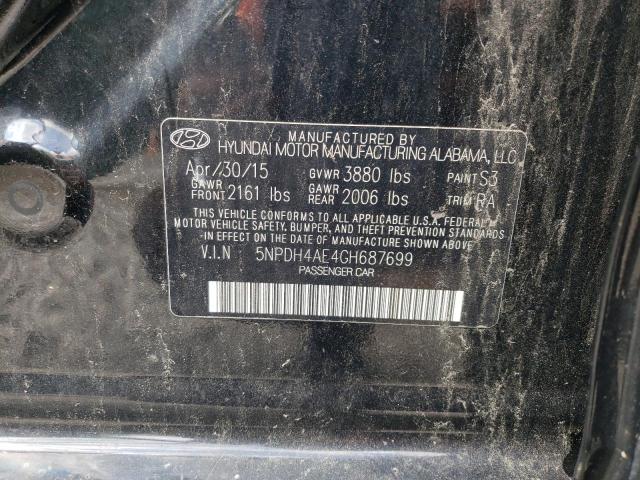 MANUFACTURED BY
HYUNDAI MOTOR MANUFACTURING ALABAMA, LLC
Apr/30/15 GVWR 3880 lbs PAINT S3
GAWR FRONT 2161 lbs GAWR REAR 2006 lbs TRIM RA
THIS VEHICLE CONFORMS TO ALL APPLICABLE U.S.A. FEDERAL
MOTOR VEHICLE SAFETY, BUMPER, AND THEFT PREVENTION STANDARDS
IN EFFECT ON THE DATE OF MANUFACTURE SHOWN ABOVE.
V.I.N 5NPDH4AE4GH687699
PASSENGER CAR